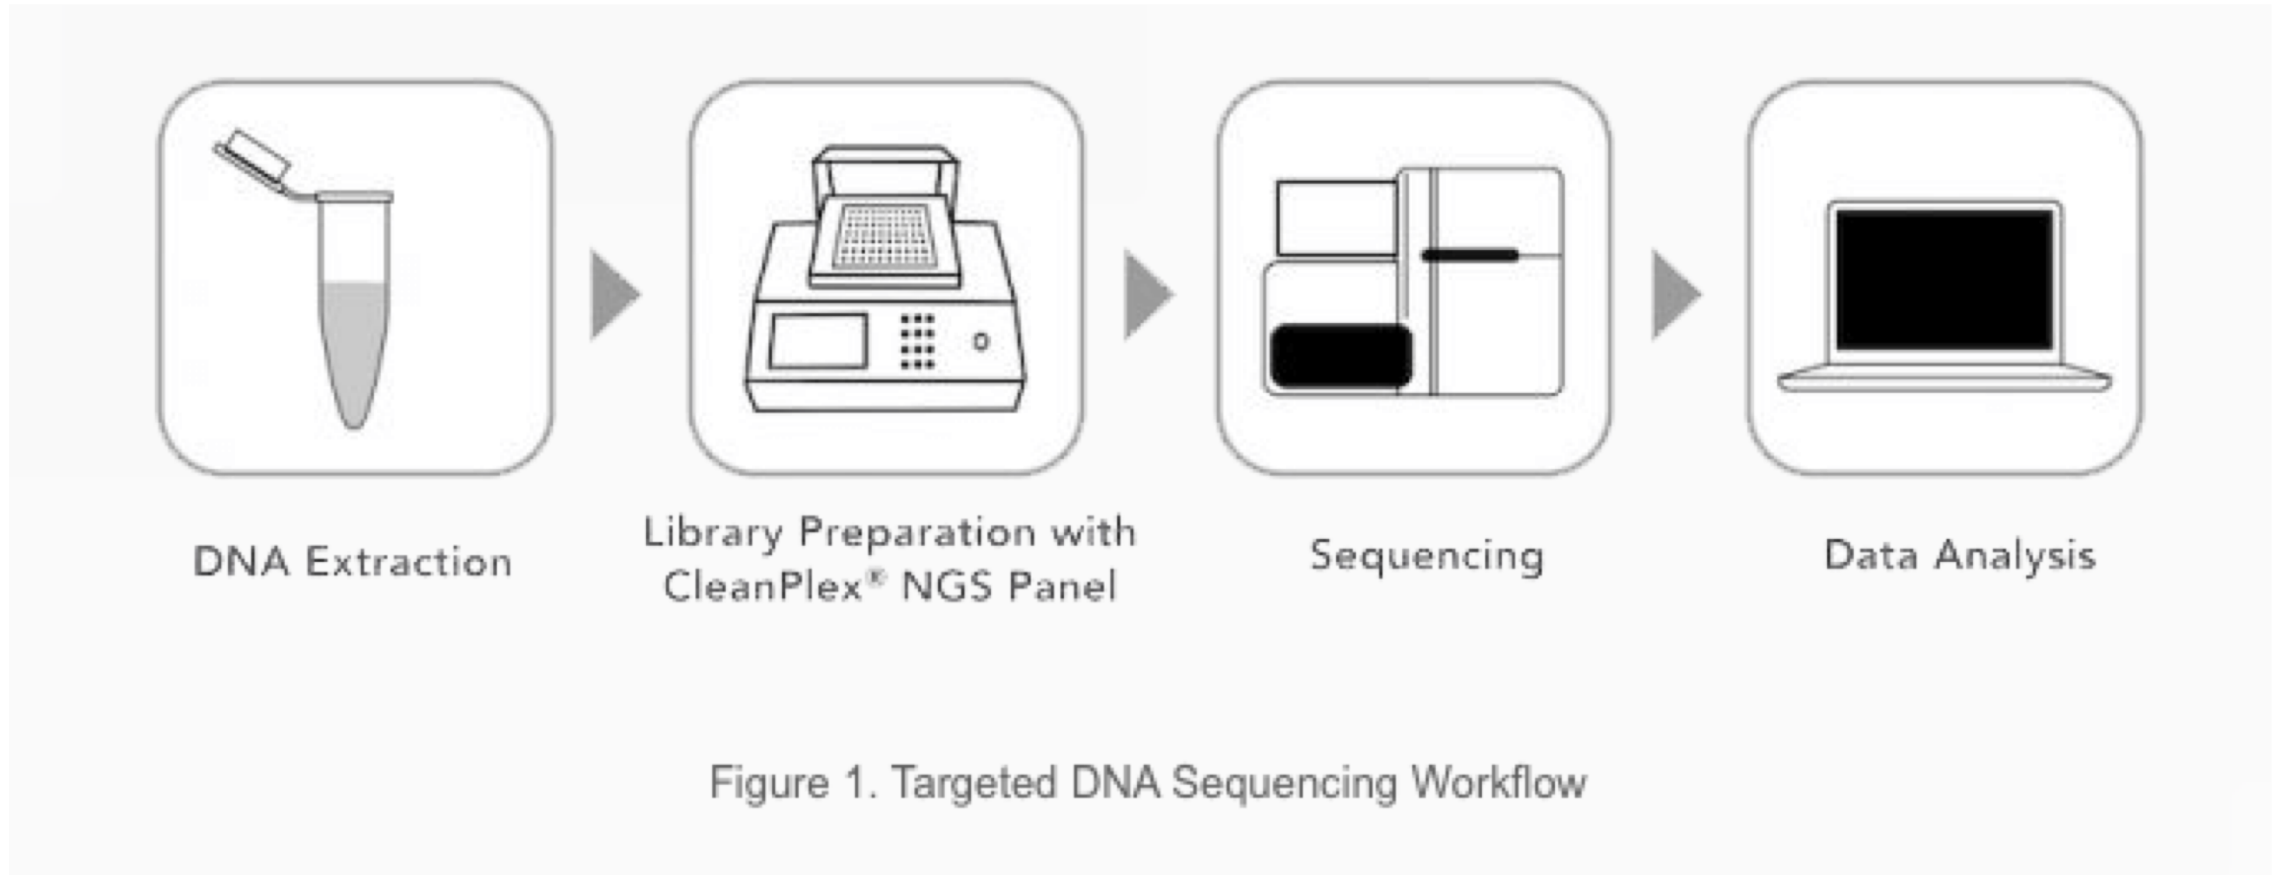 DNA Extraction
Library Preparation with
CleanPlex® NGS Panel
Sequencing
Data Analysis
Figure 1. Targeted DNA Sequencing Workflow